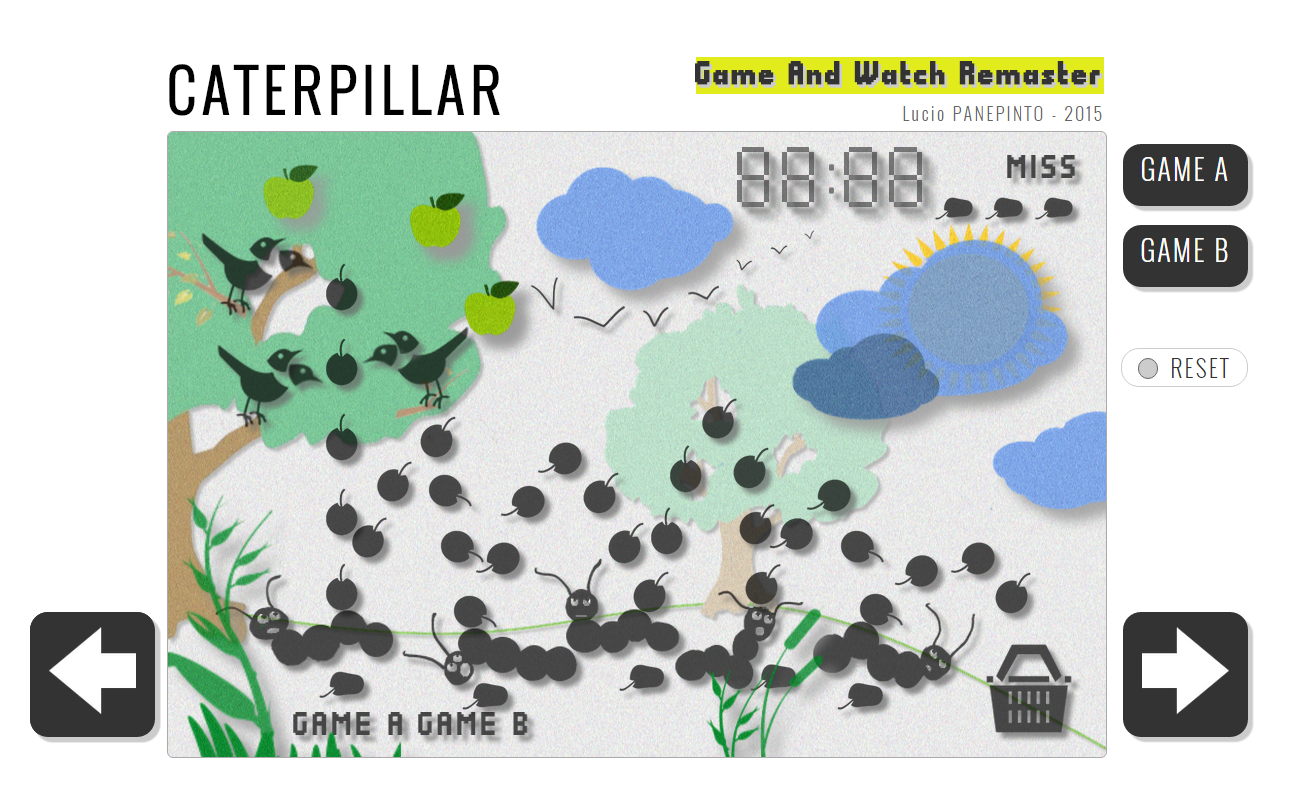 CATERPILLAR
Game And Watch Remaster
Lucio PANEPINTO - 2015
88:88
MISS
GAME A
GAME B
RESET
GAME A GAME B